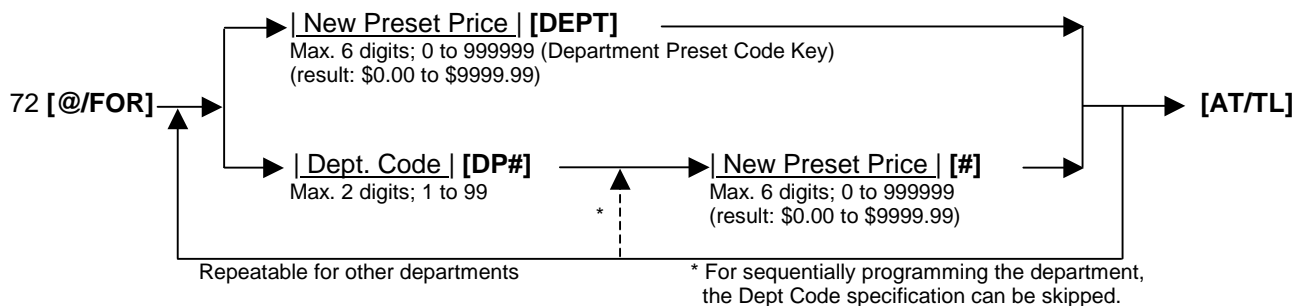 | New Preset Price | [DEPT]
Max. 6 digits; 0 to 999999 (Department Preset Code Key)
(result: $0.00 to $9999.99)
72 [@/FOR]
[AT/TL]
| Dept. Code | [DP#]
Max. 2 digits; 1 to 99
*
| New Preset Price | [#]
Max. 6 digits; 0 to 999999
(result: $0.00 to $9999.99)
Repeatable for other departments
* For sequentially programming the department,
the Dept Code specification can be skipped.